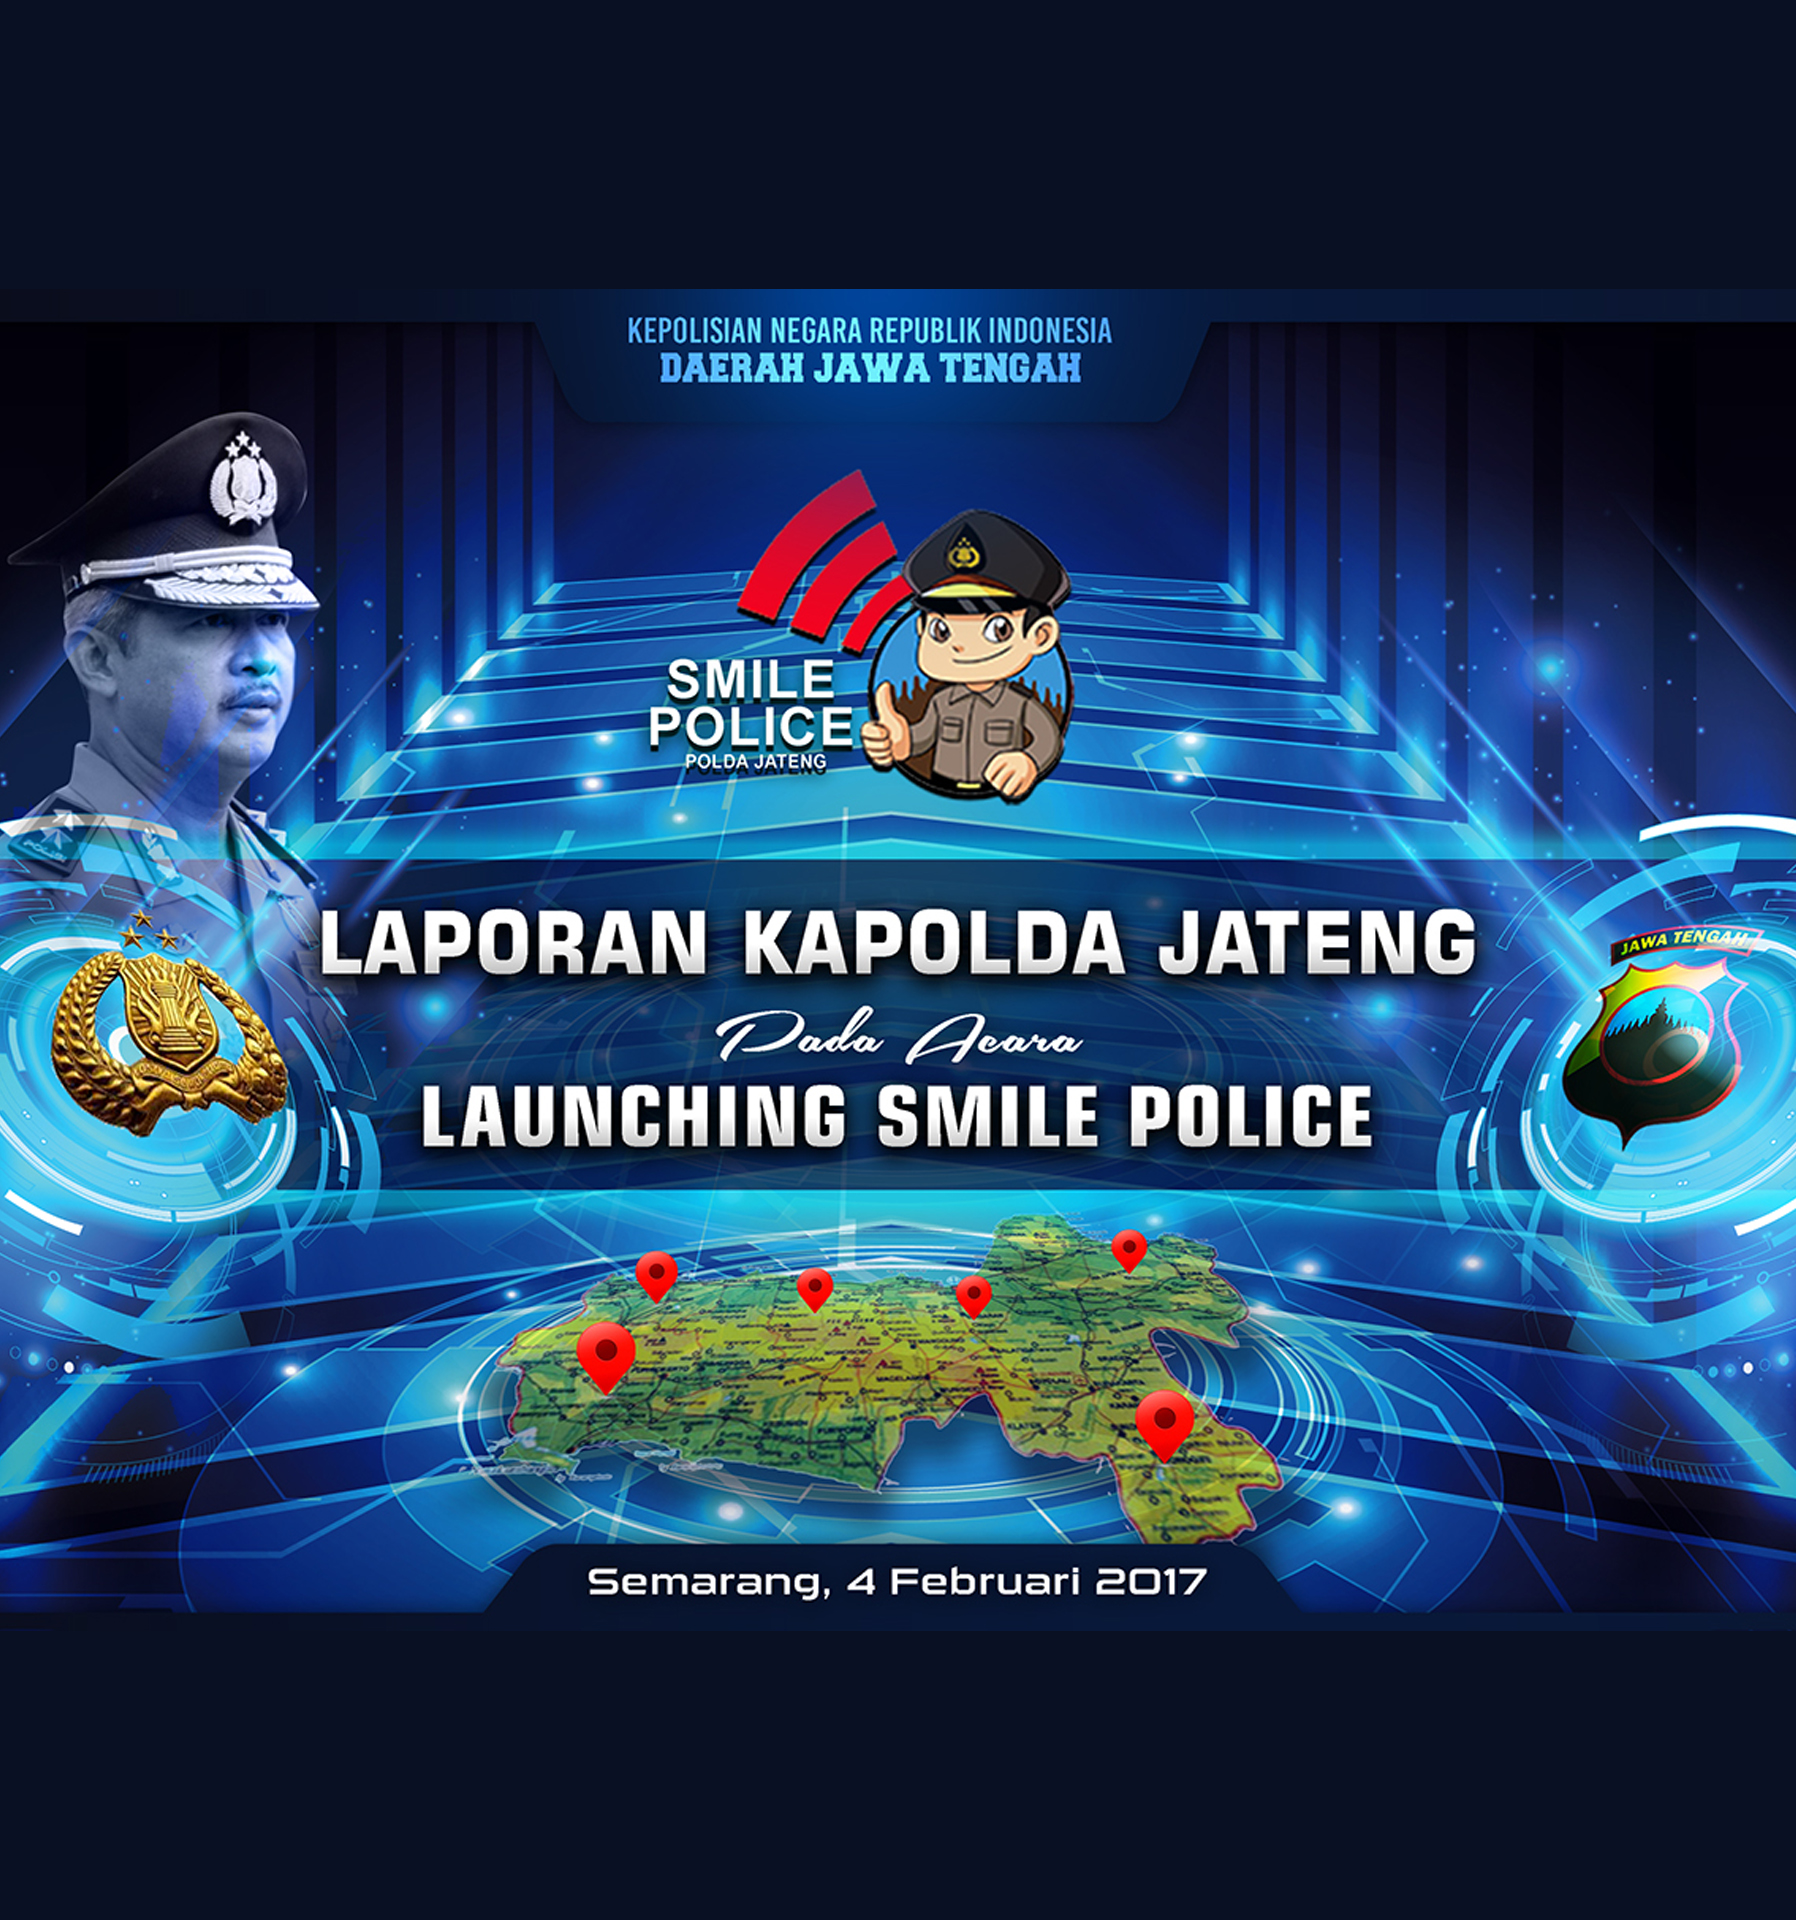 KEPOLISIAN NEGARA REPUBLIK INDONESIA
DAERAH JAWA TENGAH
SMILE
POLICE
POLDA JATENG
POLISI
LAPORAN KAPOLDA JATENG
JAWA TENGAH
Pada Acara
LAUNCHING SMILE POLICE
Semarang, 4 Februari 2017